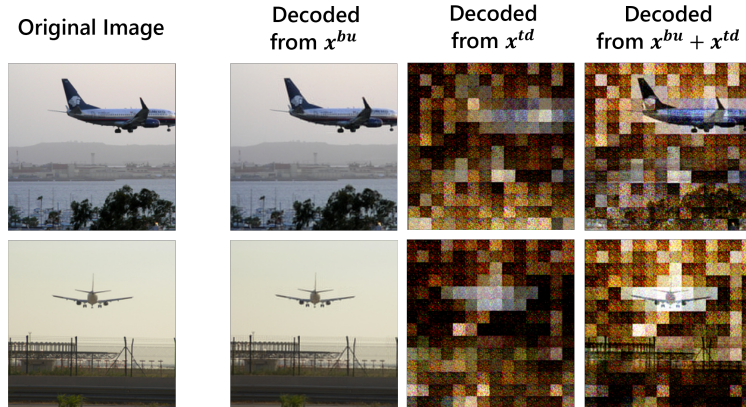 Original Image
Decoded
from x^{bu}
Decoded
from x^{td}
Decoded
from x^{bu} + x^{td}